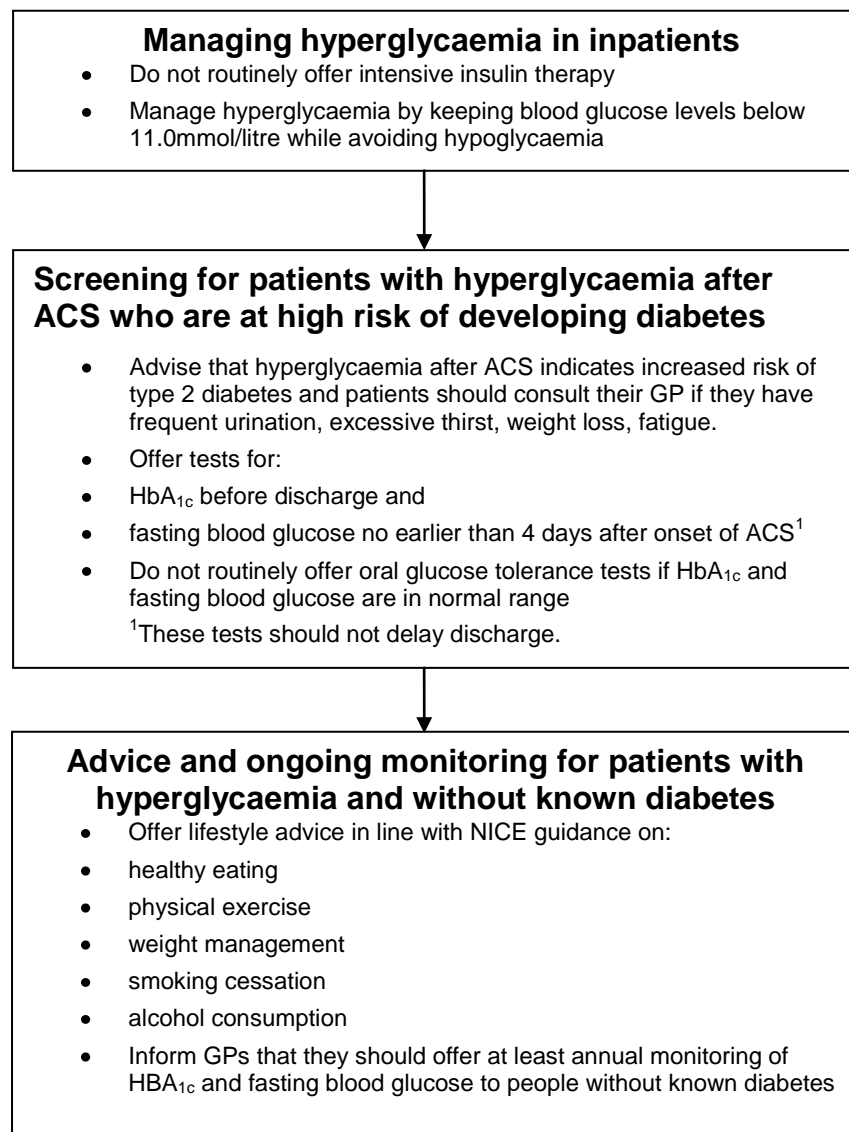 Managing hyperglycaemia in inpatients
• Do not routinely offer intensive insulin therapy
• Manage hyperglycaemia by keeping blood glucose levels below
11.0mmol/litre while avoiding hypoglycaemia
Screening for patients with hyperglycaemia after
ACS who are at high risk of developing diabetes
• Advise that hyperglycaemia after ACS indicates increased risk of
type 2 diabetes and patients should consult their GP if they have
frequent urination, excessive thirst, weight loss, fatigue.
• Offer tests for:
• HbA₁c before discharge and
• fasting blood glucose no earlier than 4 days after onset of ACS¹
• Do not routinely offer oral glucose tolerance tests if HbA₁c and
fasting blood glucose are in normal range
¹These tests should not delay discharge.
Advice and ongoing monitoring for patients with
hyperglycaemia and without known diabetes
• Offer lifestyle advice in line with NICE guidance on:
• healthy eating
• physical exercise
• weight management
• smoking cessation
• alcohol consumption
• Inform GPs that they should offer at least annual monitoring of
HBA₁c and fasting blood glucose to people without known diabetes